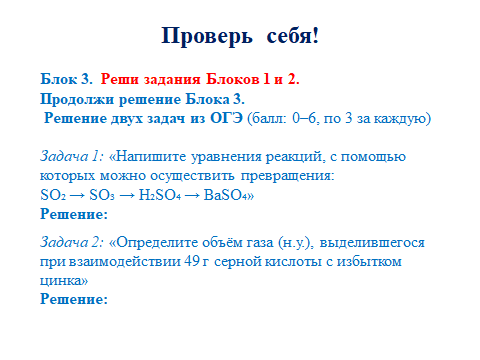 Проверь себя!
Блок 3. Реши задания Блоков 1 и 2.
Продолжи решение Блока 3.
Решение двух задач из ОГЭ (балл: 0–6, по 3 за каждую)
Задача 1: «Напишите уравнения реакций, с помощью
которых можно осуществить превращения:
SO₂ → SO₃ → H₂SO₄ → BaSO₄»
Решение:
Задача 2: «Определите объём газа (н.у.), выделившегося
при взаимодействии 49 г серной кислоты с избытком
цинка»
Решение: